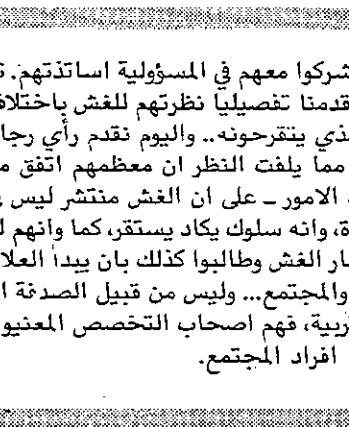 شركوا معهم في المسؤولية اساتذتهم.
قدمنا تفصيليا نظرتهم للغش باختلاف
ذي يتقرحونه.. واليوم نقدم رأي رجا
مما يلفت النظر ان معظمهم اتفق م
الامور ـ على ان الغش منتشر ليس
ة، وانه سلوك يكاد يستقر، كما وانهم ل
ار الغش وطالبوا كذلك بان يبدأ العلا
والمجتمع... وليس من قبيل الصدفة ا
ربية، فهم اصحاب التخصص المعنيو
افراد المجتمع.